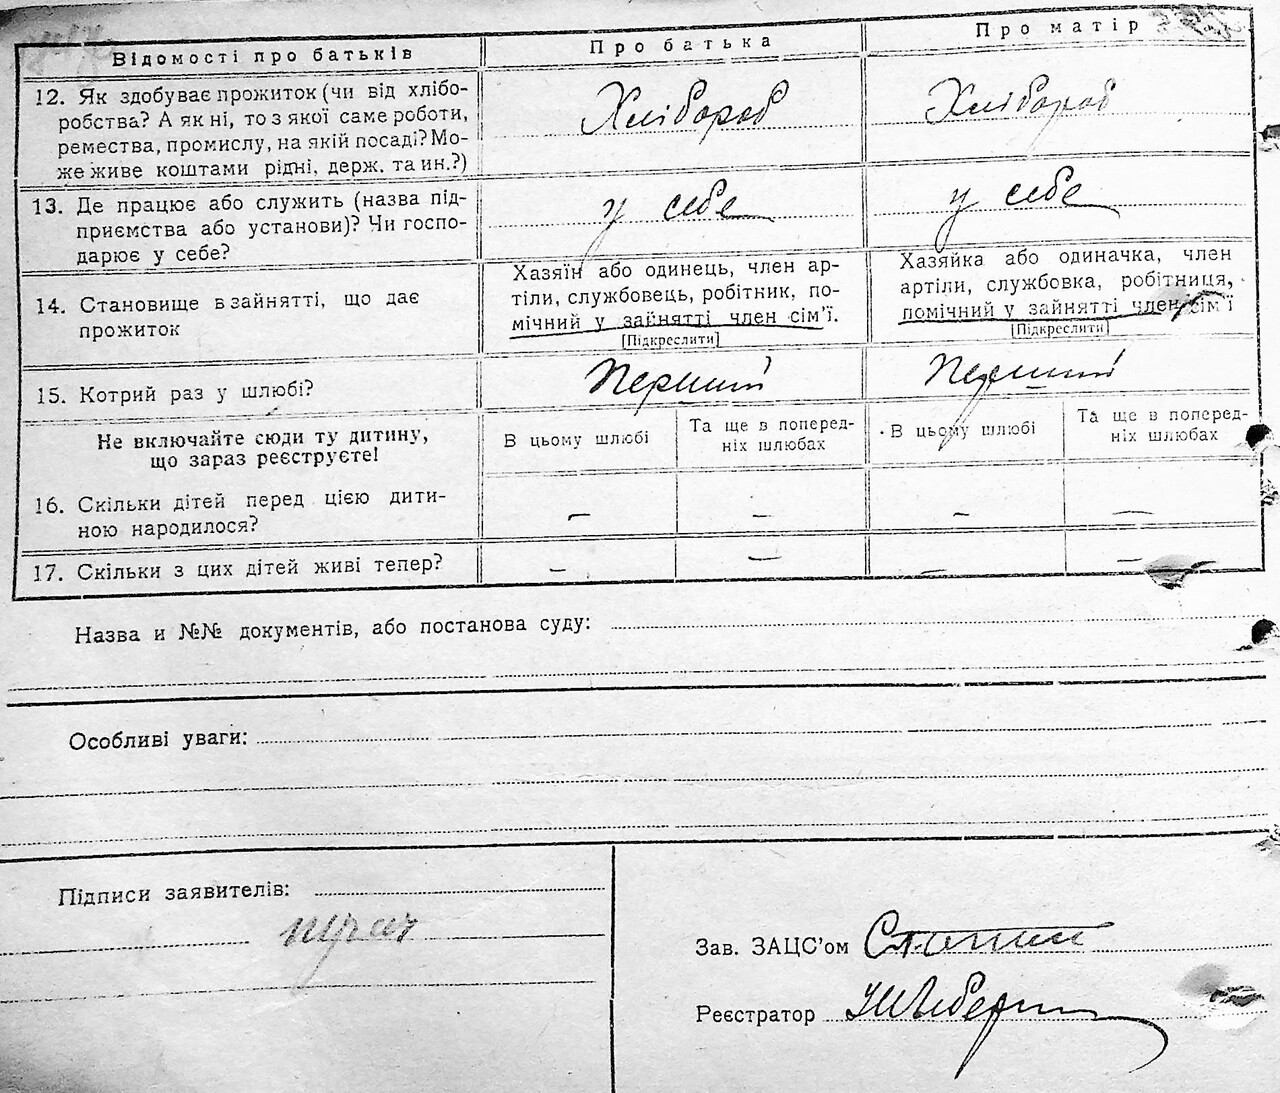 Відомості про батьків
Про батька
Про матір
12. Як здобуває прожиток (чи від хлібо-
робства? А як ні, то з якої саме роботи,
ремества, промислу, на якій посаді? Мо-
же живе коштами рідні, держ. та ин.?)
Хлібороб
Хлібороб
13. Де працює або служить (назва під-
приємства або установи)? Чи госпо-
дарює у себе?
у себе
у себе
14. Становище в зайнятті, що дає
прожиток
Хазяїн або одинець, член ар-
тіли, службовець, робітник, по-
мічний у зайнятті член сім'ї.
[Підкреслити]
Хазяйка або одиначка, член
артіли, службовка, робітниця,
помічний у зайнятті член сім'ї
[Підкреслити]
15. Котрий раз у шлюбі?
Перший
Перший
Не включайте сюди ту дитину,
що зараз реєструєте!
В цьому шлюбі
Та ще в поперед-
ніх шлюбах
В цьому шлюбі
Та ще в поперед-
ніх шлюбах
16. Скільки дітей перед цією дити-
ною народилося?
– – – –
17. Скільки з цих дітей живі тепер?
– – – –
Назва и №№ документів, або постанова суду:
Особливі уваги:
Підписи заявителів:
Зав. ЗАЦС'ом
Реєстратор